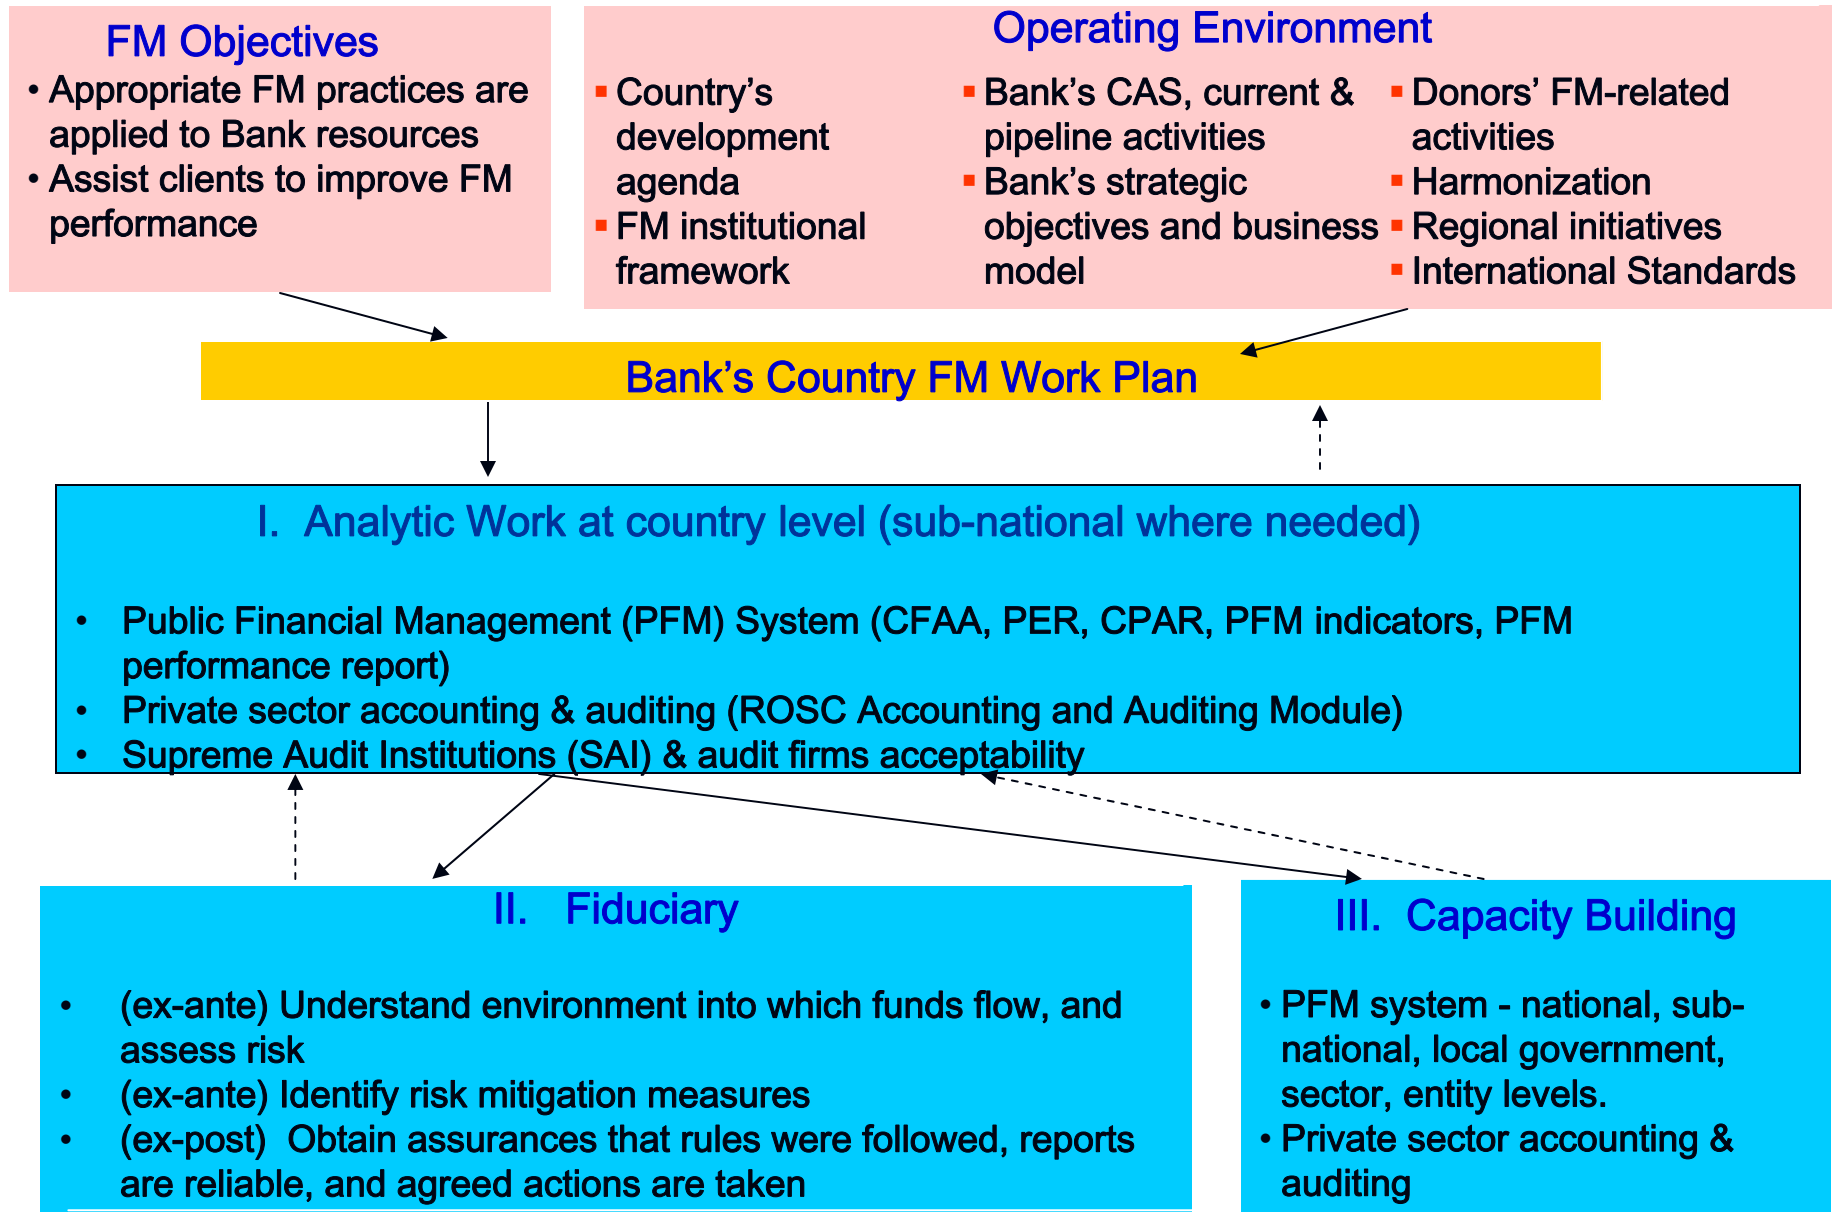 FM Objectives
• Appropriate FM practices are
applied to Bank resources
• Assist clients to improve FM
performance
Operating Environment
▪ Country’s
development
agenda
▪ FM institutional
framework
▪ Bank’s CAS, current &
pipeline activities
▪ Bank’s strategic
objectives and business
model
▪ Donors’ FM-related
activities
▪ Harmonization
▪ Regional initiatives
▪ International Standards
Bank’s Country FM Work Plan
I. Analytic Work at country level (sub-national where needed)
• Public Financial Management (PFM) System (CFAA, PER, CPAR, PFM indicators, PFM
performance report)
• Private sector accounting & auditing (ROSC Accounting and Auditing Module)
• Supreme Audit Institutions (SAI) & audit firms acceptability
II. Fiduciary
• (ex-ante) Understand environment into which funds flow, and
assess risk
• (ex-ante) Identify risk mitigation measures
• (ex-post) Obtain assurances that rules were followed, reports
are reliable, and agreed actions are taken
III. Capacity Building
• PFM system - national, sub-
national, local government,
sector, entity levels.
• Private sector accounting &
auditing